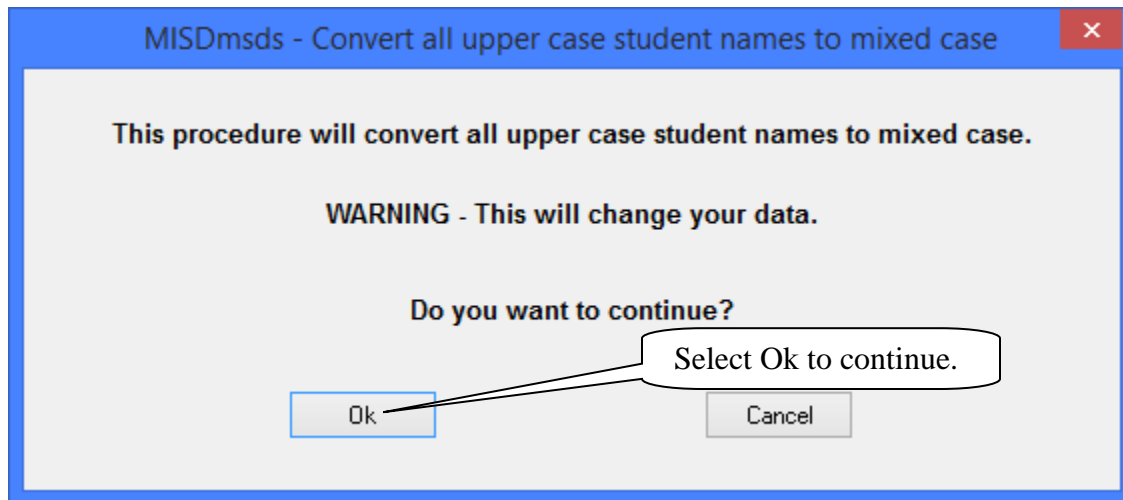 MISDmsds - Convert all upper case student names to mixed case
This procedure will convert all upper case student names to mixed case.
WARNING - This will change your data.
Do you want to continue?
Select Ok to continue.
Ok
Cancel